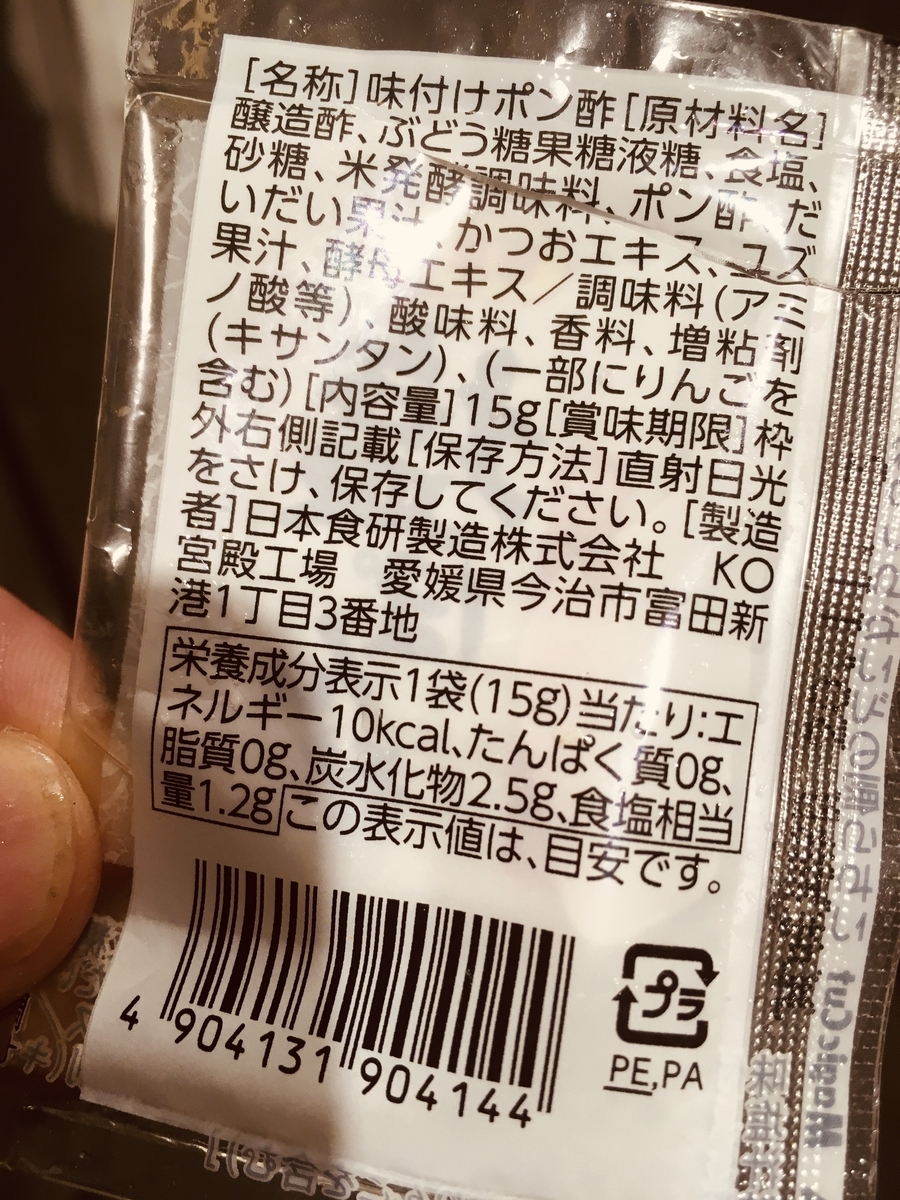 [名称]味付けポン酢[原材料名]
醸造酢、ぶどう糖果糖液糖、食塩、
砂糖、米発酵調味料、ポン酢、だ
いだい果汁、かつおエキス、ユズ
果汁、酵母エキス／調味料(アミ
ノ酸等)、酸味料、香料、増粘剤
(キサンタン)、(一部にりんごを
含む)[内容量]15g[賞味期限]枠
外右側記載[保存方法]直射日光
をさけ、保存してください。[製造
者]日本食研製造株式会社 KO
宮殿工場 愛媛県今治市富田新
港1丁目3番地
栄養成分表示1袋(15g)当たり:エ
ネルギー10kcal、たんぱく質0g、
脂質0g、炭水化物2.5g、食塩相当
量1.2g この表示値は、目安です。
4 904131 904144
プラ
PE,PA
MagicCut